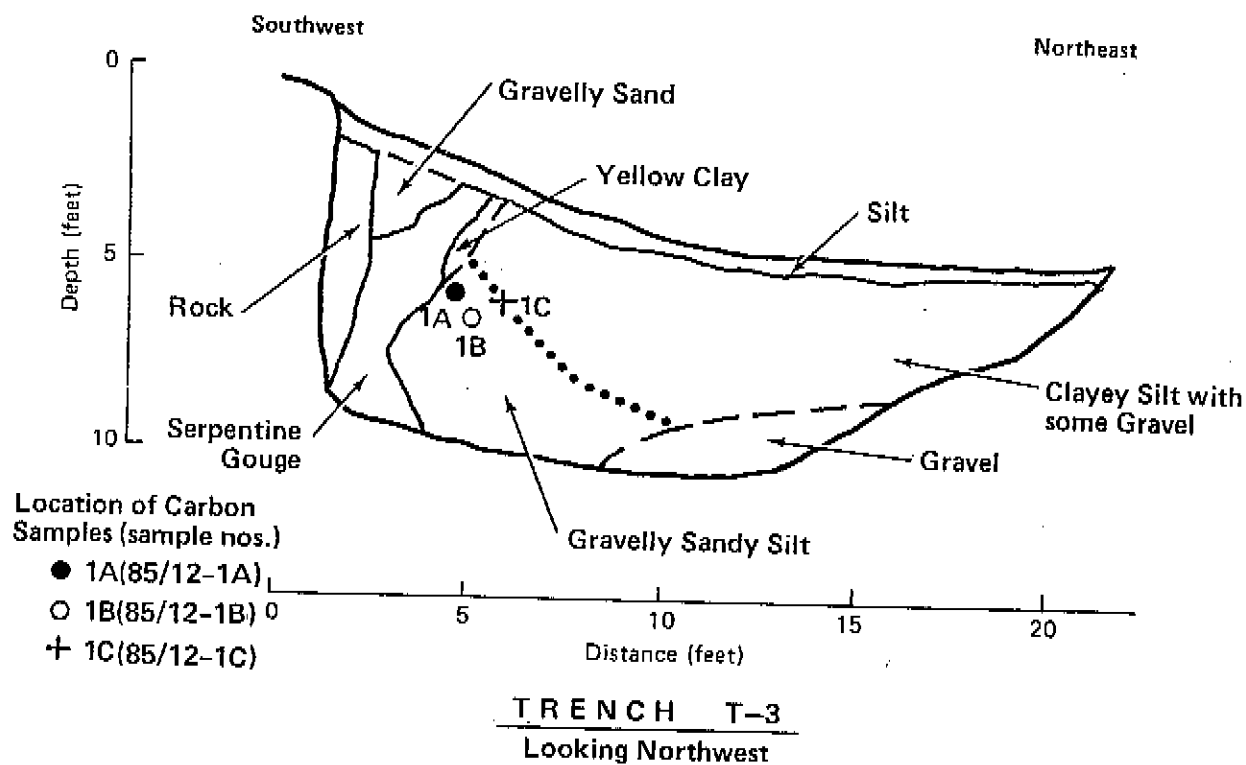 Southwest
Northeast
0
Gravelly Sand
Yellow Clay
Silt
Depth (feet)
5
Rock
1A
1B
1C
Clayey Silt with
some Gravel
Serpentine
Gouge
10
Gravel
Gravelly Sandy Silt
Location of Carbon
Samples (sample nos.)
1A(85/12-1A)
1B(85/12-1B)
1C(85/12-1C)
0 5 10 15 20
Distance (feet)
TRENCH T-3
Looking Northwest